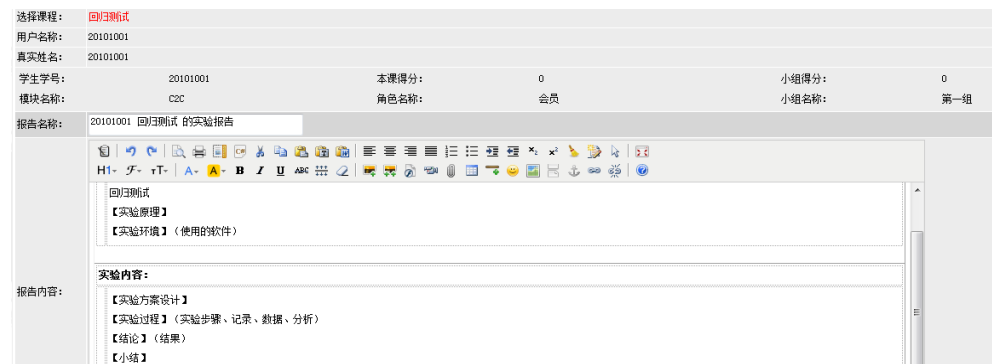 选择课程： 回归测试
用户名称： 20101001
真实姓名： 20101001
学生学号： 20101001 本课得分： 0 小组得分： 0
模块名称： C2C 角色名称： 会员 小组名称： 第一组
报告名称： 20101001 回归测试 的实验报告
H1 F TT A A B I U ABC
回归测试
【实验原理】
【实验环境】（使用的软件）
实验内容：
报告内容：
【实验方案设计】
【实验过程】（实验步骤、记录、数据、分析）
【结论】（结果）
【小结】